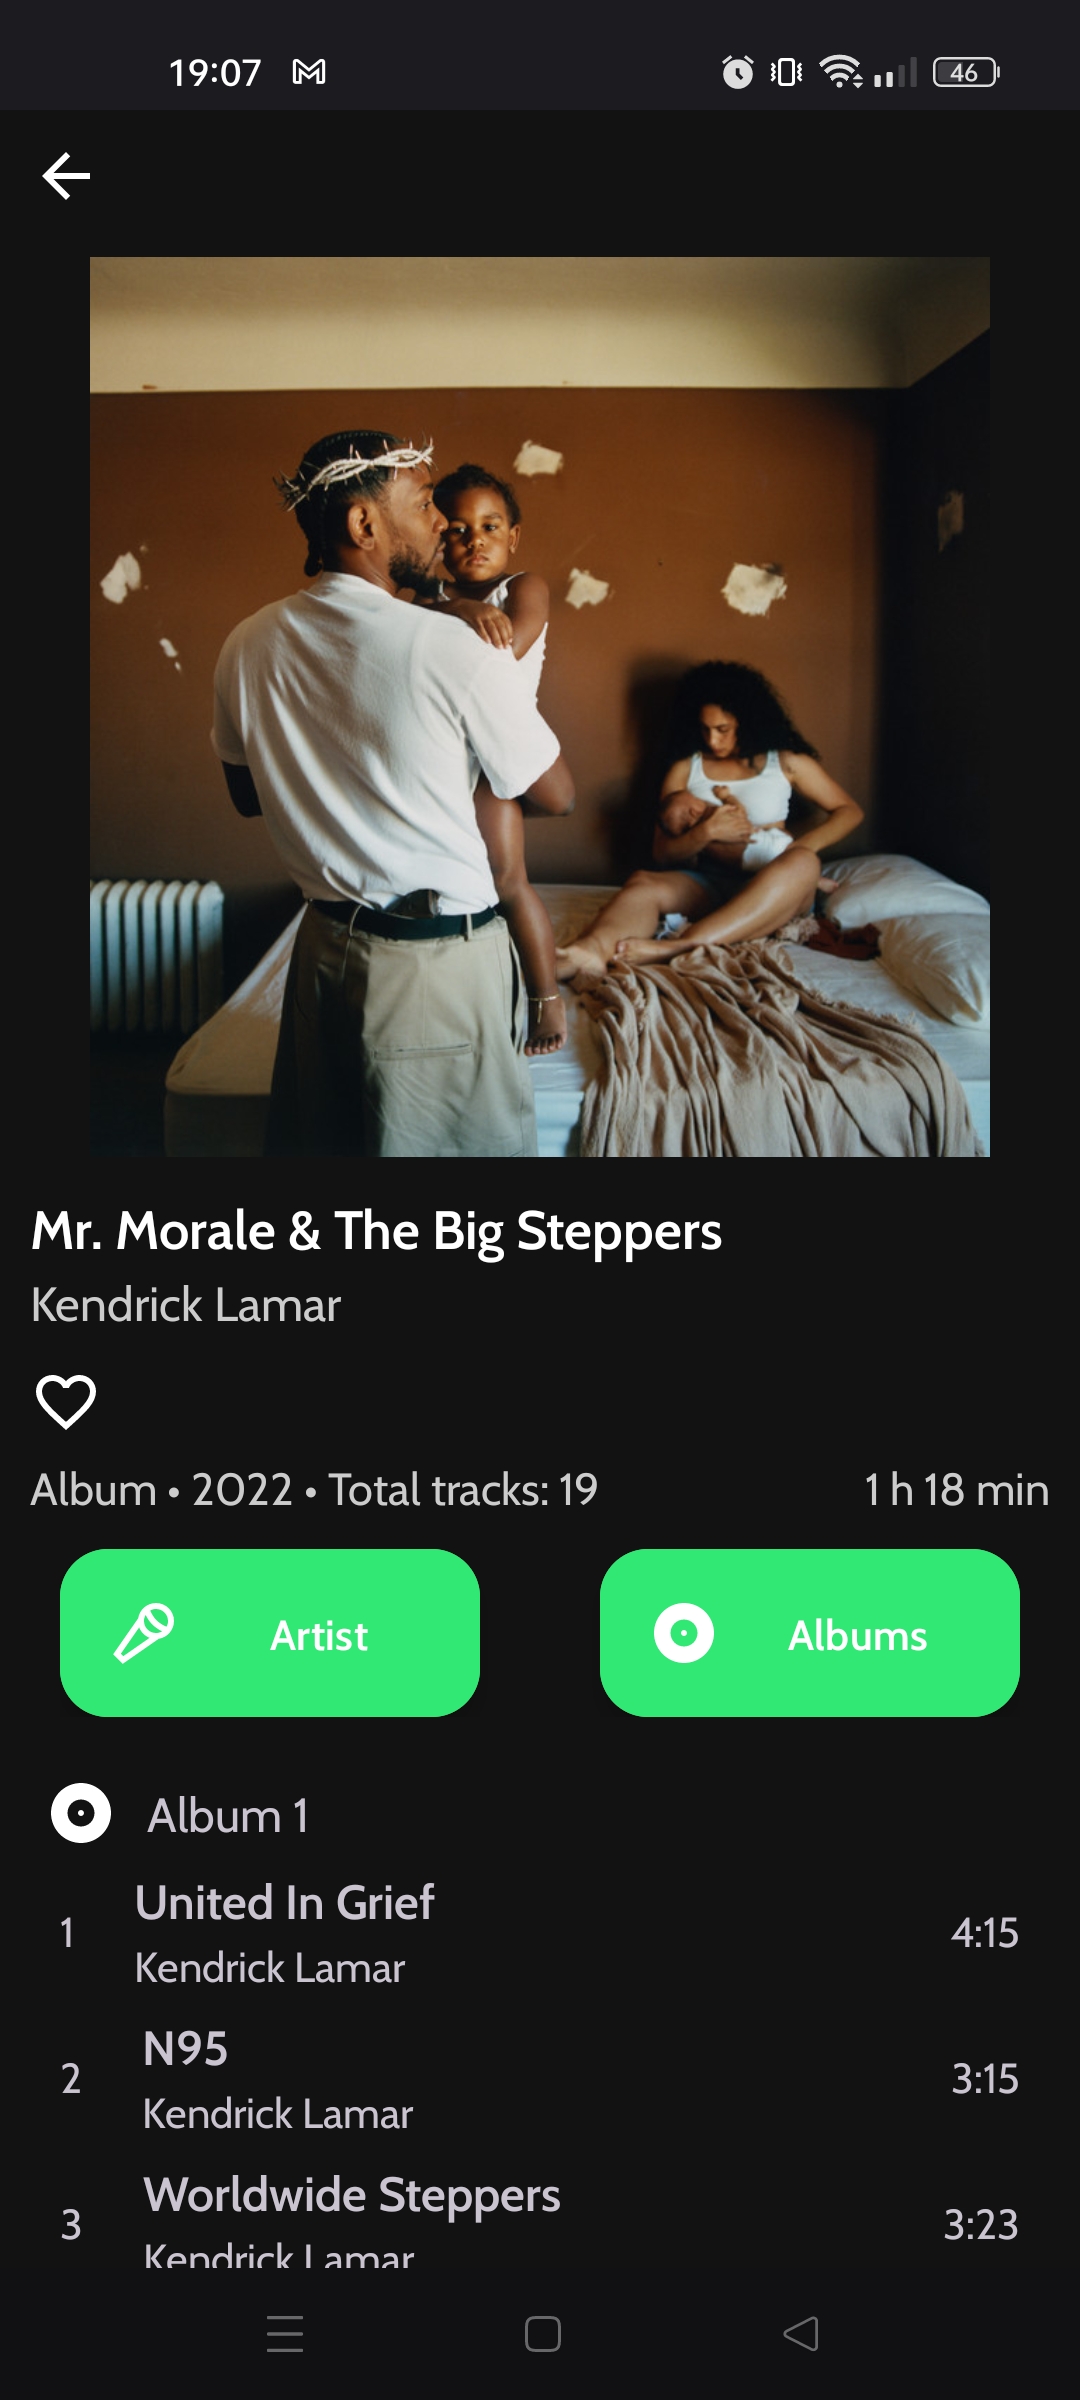 19:07
46
Mr. Morale & The Big Steppers
Kendrick Lamar
Album • 2022 • Total tracks: 19
1 h 18 min
Artist
Albums
Album 1
1
United In Grief
Kendrick Lamar
4:15
2
N95
Kendrick Lamar
3:15
3
Worldwide Steppers
Kendrick Lamar
3:23